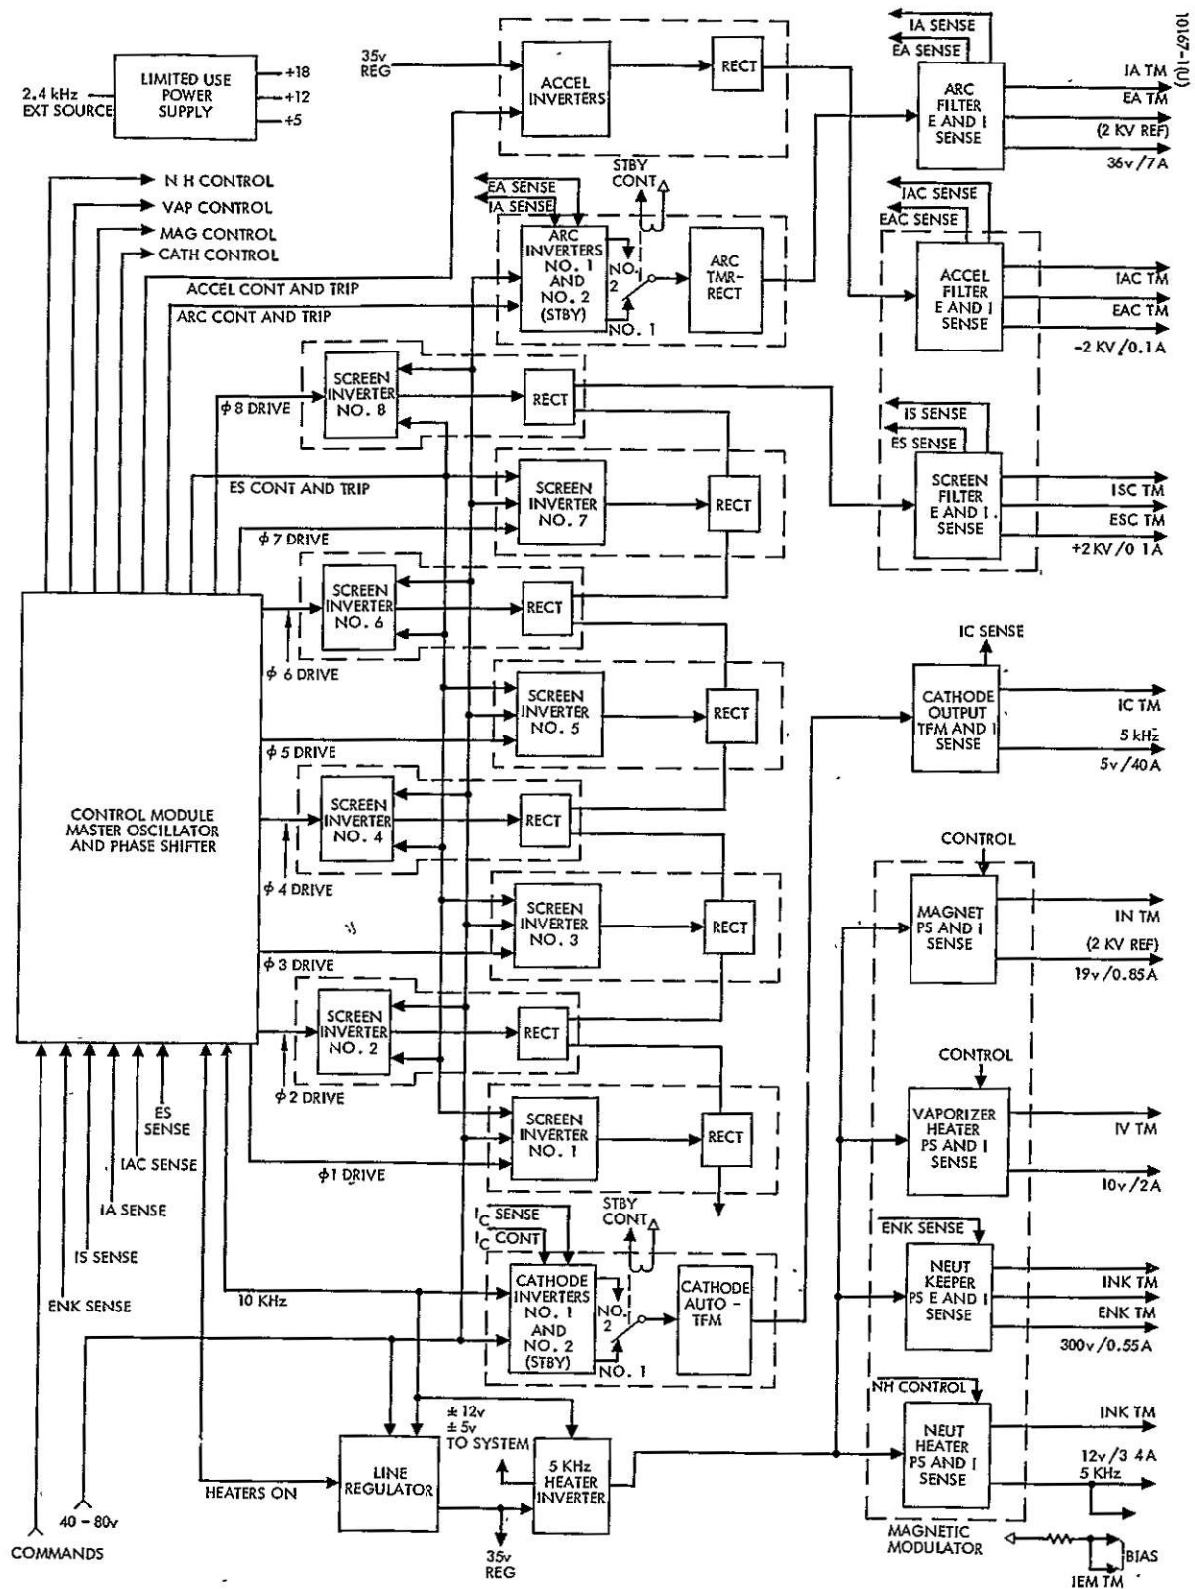 10167-1(U)
IA SENSE
EA SENSE
35v
REG
ACCEL
INVERTERS
RECT
ARC
FILTER
E AND I
SENSE
IA TM
EA TM
(2 KV REF)
36v/7A
LIMITED USE
POWER
SUPPLY
+18
+12
+5
2.4 kHz
EXT SOURCE
N H CONTROL
VAP CONTROL
MAG CONTROL
CATH CONTROL
ACCEL CONT AND TRIP
ARC CONT AND TRIP
STBY
CONT
EA SENSE
IA SENSE
ARC
INVERTERS
NO. 1
AND
NO. 2
(STBY)
NO.
2
NO. 1
ARC
TMR-
RECT
IAC SENSE
EAC SENSE
ACCEL
FILTER
E AND I
SENSE
IAC TM
EAC TM
-2 KV/0.1A
SCREEN
INVERTER
NO. 8
RECT
φ8 DRIVE
IS SENSE
ES SENSE
SCREEN
FILTER
E AND I.
SENSE
ISC TM
ESC TM
+2KV/0 1A
ES CONT AND TRIP
SCREEN
INVERTER
NO. 7
RECT
φ7 DRIVE
SCREEN
INVERTER
NO. 6
RECT
φ6 DRIVE
SCREEN
INVERTER
NO. 5
RECT
φ5 DRIVE
IC SENSE
CATHODE
OUTPUT
TFM AND I
SENSE
IC TM
5 kHz
5v/40A
CONTROL MODULE
MASTER OSCILLATOR
AND PHASE SHIFTER
SCREEN
INVERTER
NO. 4
RECT
φ4 DRIVE
SCREEN
INVERTER
NO. 3
RECT
φ3 DRIVE
CONTROL
MAGNET
PS AND I
SENSE
IN TM
(2 KV REF)
19v/0.85A
SCREEN
INVERTER
NO. 2
RECT
φ2 DRIVE
CONTROL
VAPORIZER
HEATER
PS AND I
SENSE
IV TM
10v/2A
SCREEN
INVERTER
NO. 1
RECT
φ1 DRIVE
ES
SENSE
IAC SENSE
IA SENSE
IS SENSE
ENK SENSE
10 KHz
IC SENSE
IC CONT
STBY
CONT
CATHODE
INVERTERS
NO. 1
AND
NO. 2
(STBY)
NO.
2
NO. 1
CATHODE
AUTO -
TFM
ENK SENSE
NEUT
KEEPER
PS E AND I
SENSE
INK TM
ENK TM
300v/0.55A
NH CONTROL
NEUT
HEATER
PS AND I
SENSE
INK TM
12v/3 4A
5 KHz
± 12v
± 5v
TO SYSTEM
LINE
REGULATOR
5 KHz
HEATER
INVERTER
HEATERS ON
40 - 80v
COMMANDS
35v
REG
MAGNETIC
MODULATOR
BIAS
IEM TM